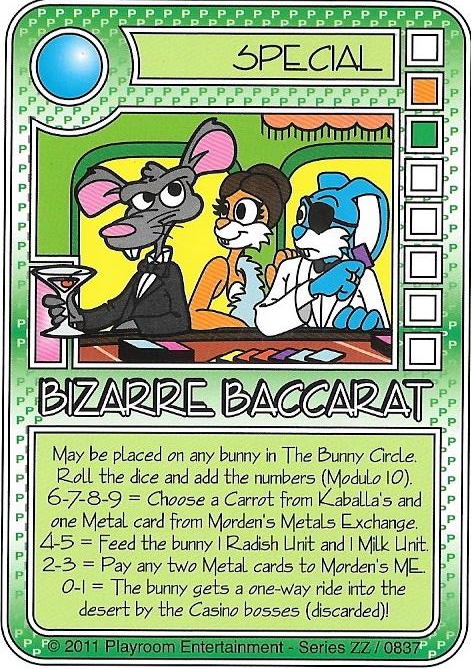 SPECIAL
BIZARRE BACCARAT
May be placed on any bunny in The Bunny Circle.
Roll the dice and add the numbers (Modulo 10).
6-7-8-9 = Choose a Carrot from Kaballa's and
one Metal card from Morden's Metals Exchange.
4-5 = Feed the bunny 1 Radish Unit and 1 Milk Unit.
2-3 = Pay any two Metal cards to Morden's ME.
0-1 = The bunny gets a one-way ride into the
desert by the Casino bosses (discarded)!
© 2011 Playroom Entertainment - Series ZZ / 0837